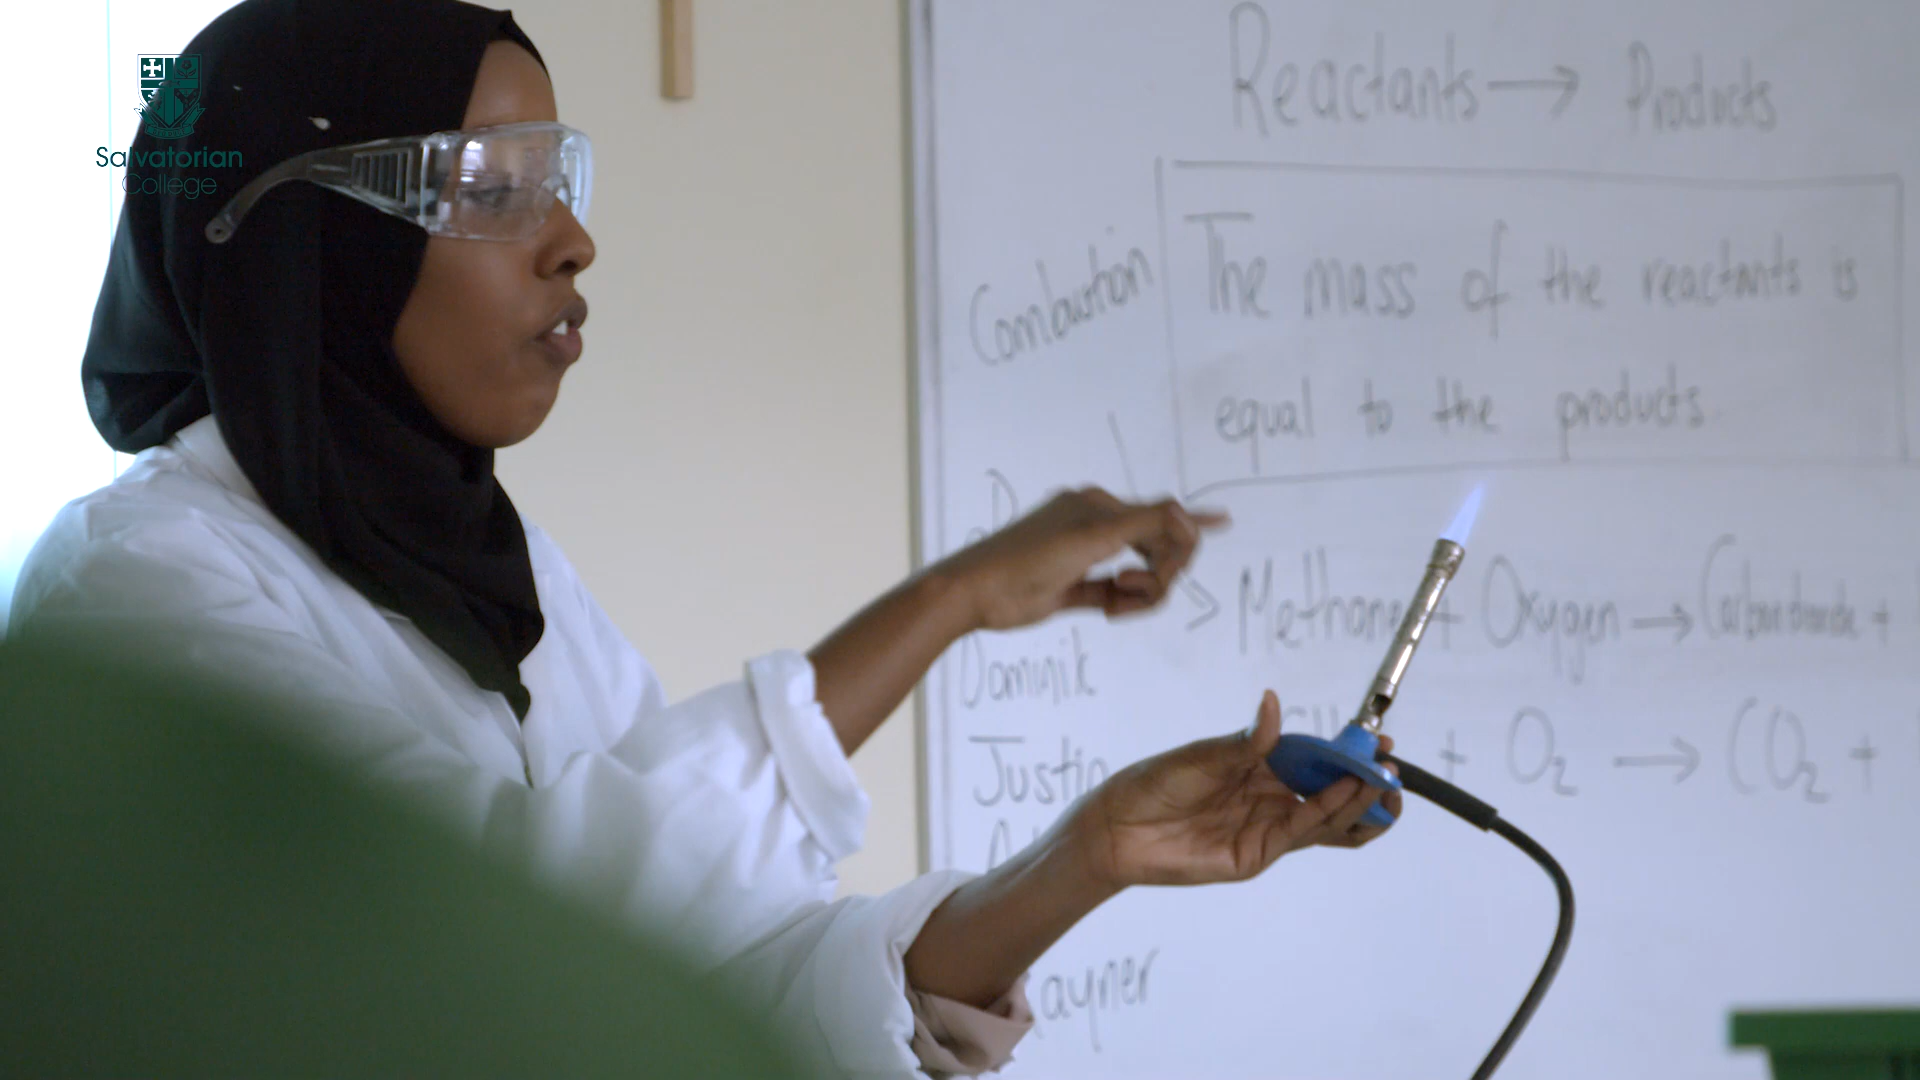 Salvatorian
College
Reactants → Products
Combustion
The mass of the reactants is
equal to the products
Methane + Oxygen → Carbon dioxide +
Dominik
+ O₂ → CO₂ +
Justin